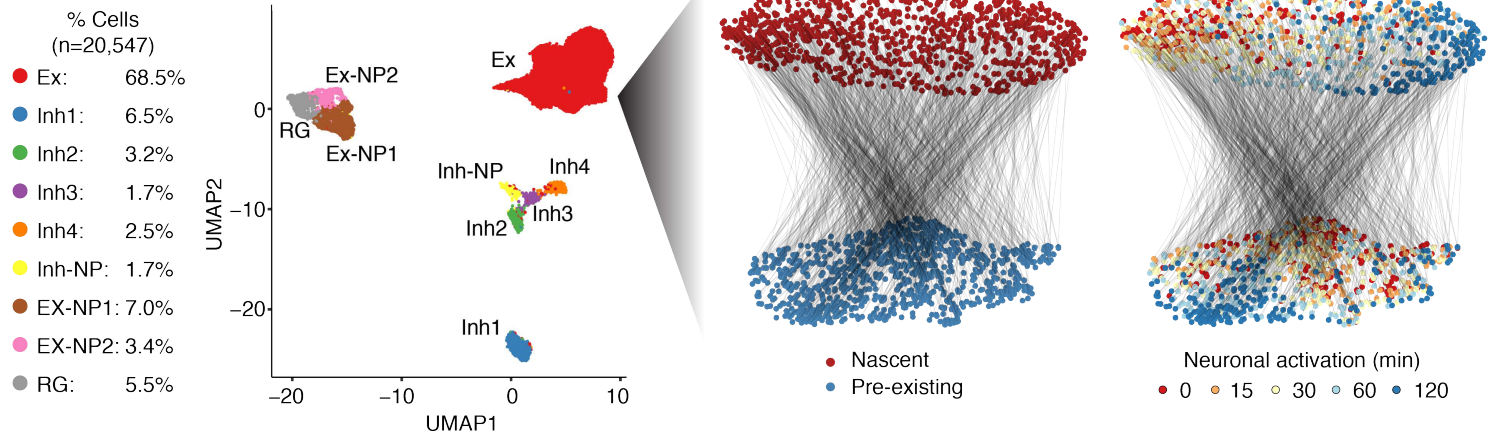 % Cells
(n=20,547)
Ex: 68.5%
Inh1: 6.5%
Inh2: 3.2%
Inh3: 1.7%
Inh4: 2.5%
Inh-NP: 1.7%
EX-NP1: 7.0%
EX-NP2: 3.4%
RG: 5.5%
UMAP2
0
−10
−20
−20
−10
0
10
UMAP1
Ex
Ex-NP2
RG
Ex-NP1
Inh-NP
Inh4
Inh3
Inh2
Inh1
Nascent
Pre-existing
Neuronal activation (min)
0 15 30 60 120